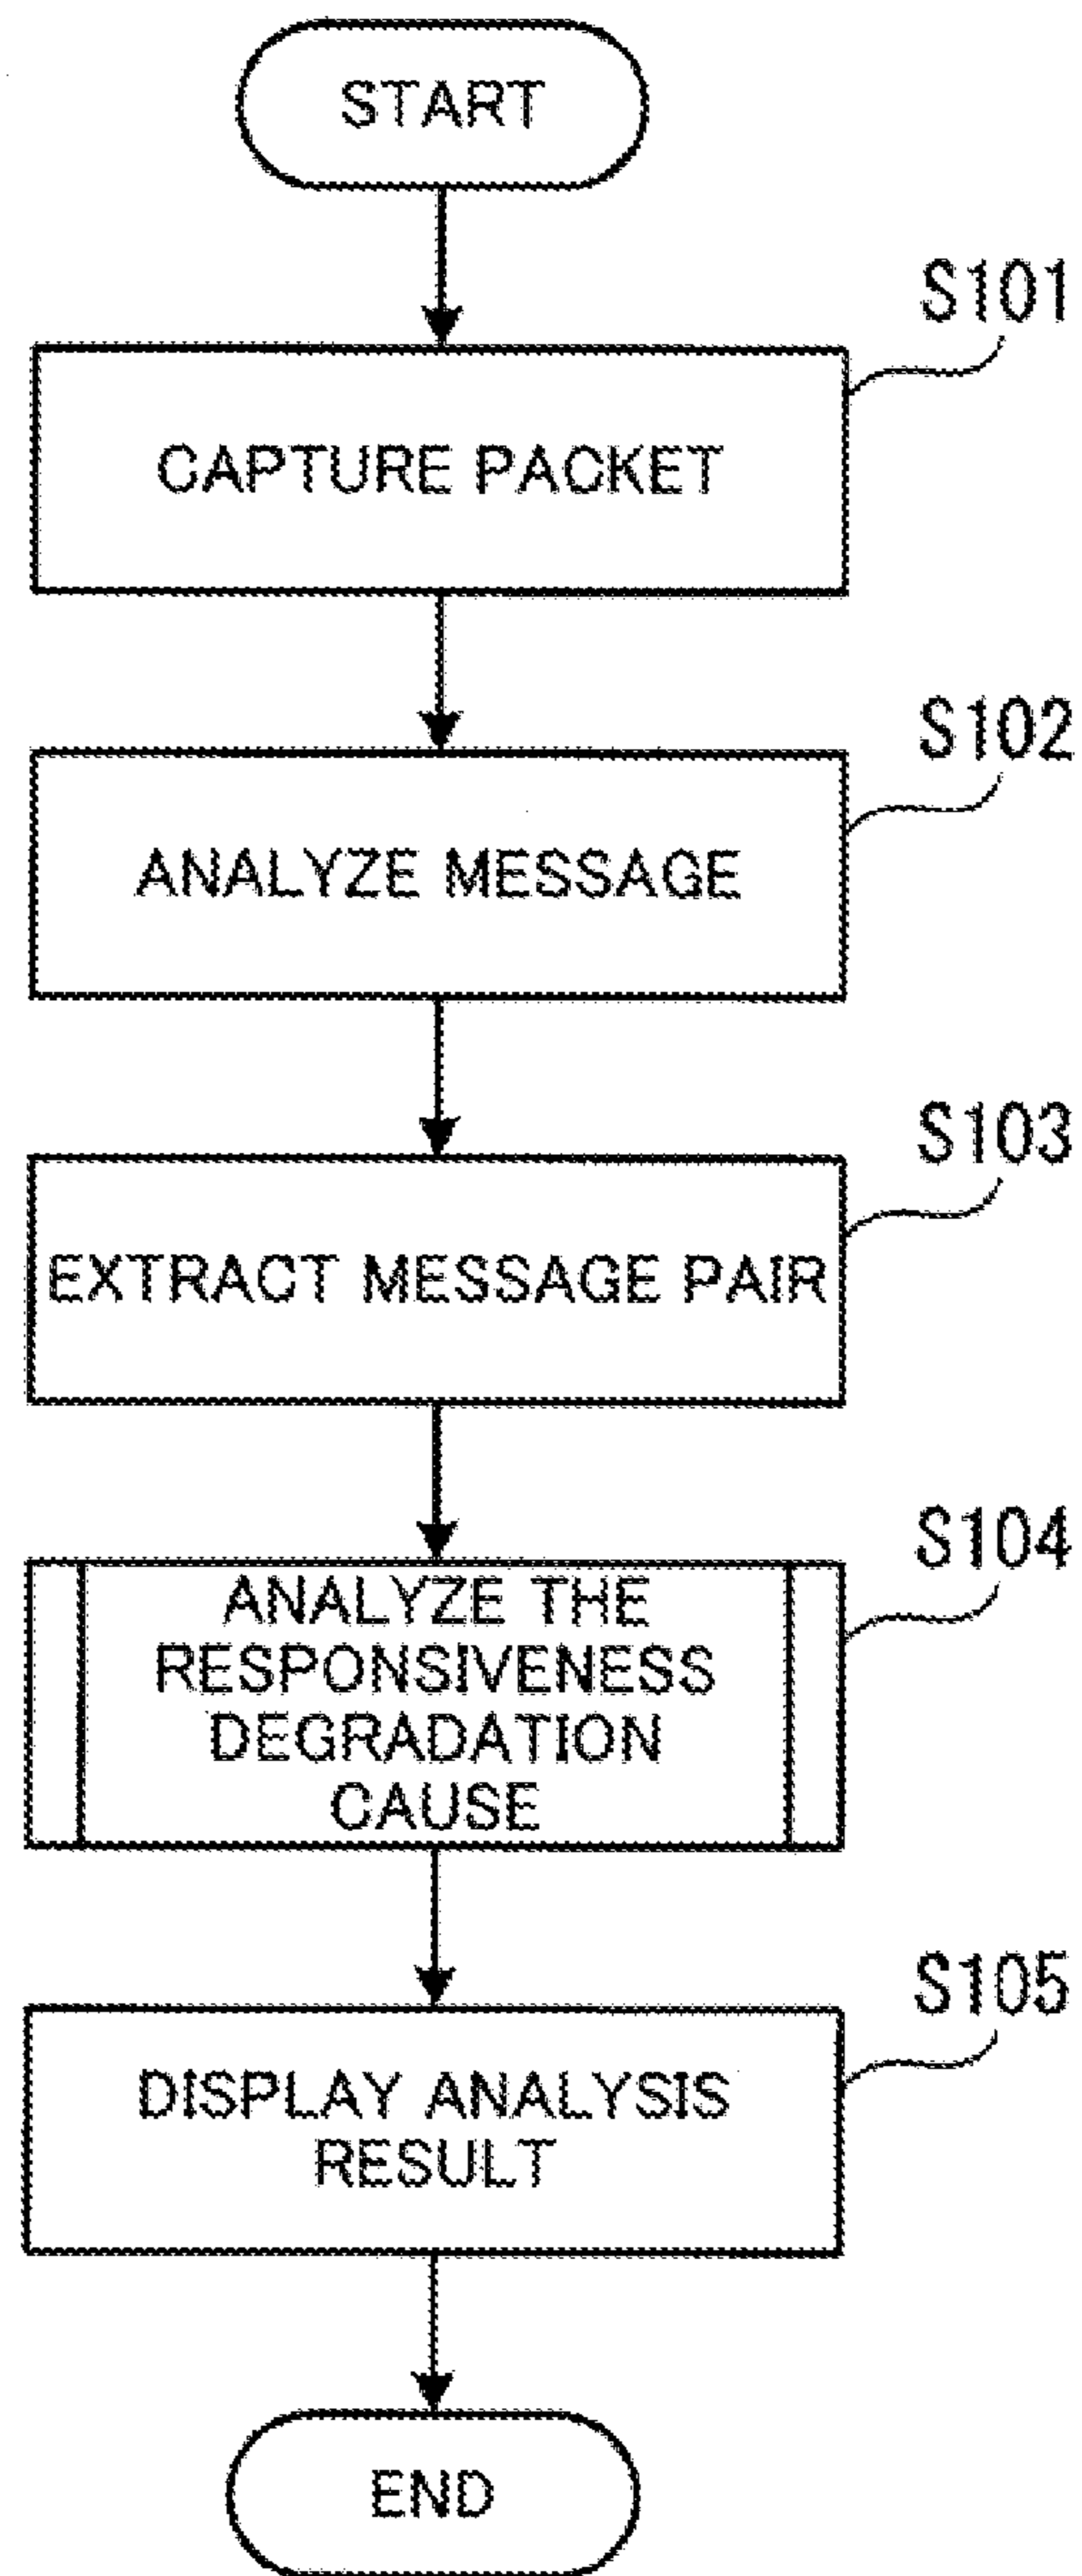 START
S101
CAPTURE PACKET
S102
ANALYZE MESSAGE
S103
EXTRACT MESSAGE PAIR
S104
ANALYZE THE
RESPONSIVENESS
DEGRADATION
CAUSE
S105
DISPLAY ANALYSIS
RESULT
END